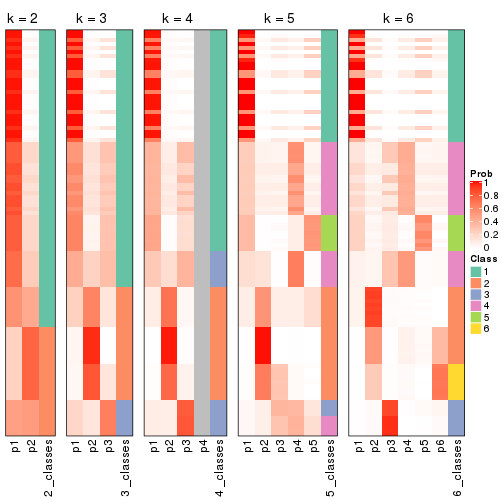 k = 2
k = 3
k = 4
k = 5
k = 6
p1
p2
2_classes
p1
p2
p3
3_classes
p1
p2
p3
p4
4_classes
p1
p2
p3
p4
p5
5_classes
p1
p2
p3
p4
p5
p6
6_classes
Prob
1
0.8
0.6
0.4
0.2
0
Class
1
2
3
4
5
6